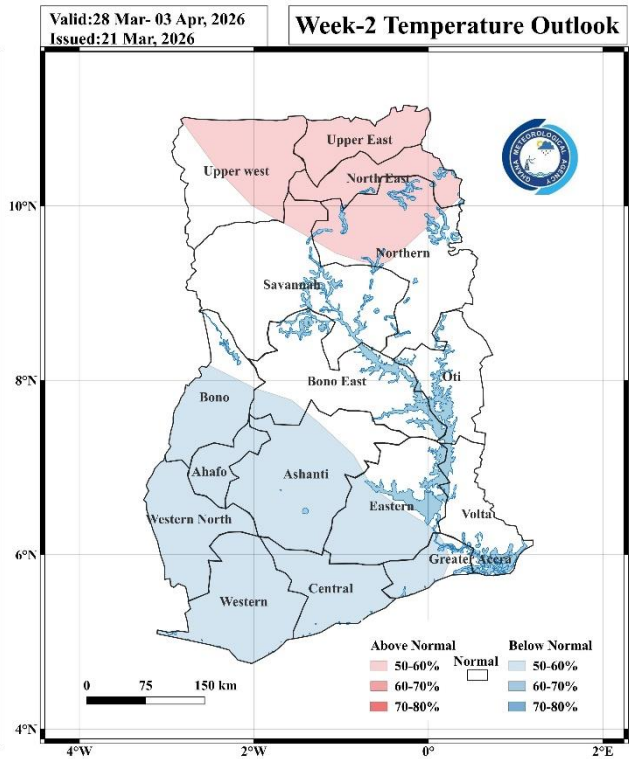 Valid:28 Mar- 03 Apr, 2026
Issued:21 Mar, 2026
Week-2 Temperature Outlook
Upper East
Upper west
North East
GHANA METEOROLOGICAL AGENCY
10°N
Northern
Savannah
8°N
Bono
Bono East
Oti
Ahafo
Ashanti
Western North
Eastern
Volta
6°N
Greater Accra
Western
Central
Above Normal
Normal
Below Normal
50-60%
50-60%
60-70%
60-70%
70-80%
70-80%
0 75 150 km
4°N
4°W 2°W 0° 2°E